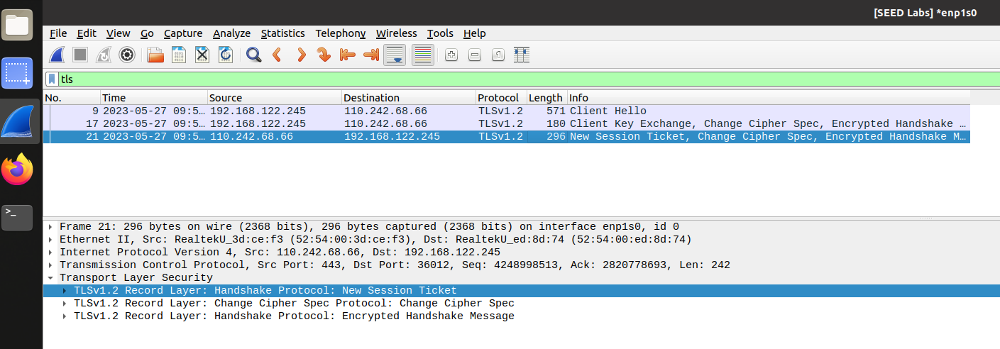 [SEED Labs] *enp1s0
File Edit View Go Capture Analyze Statistics Telephony Wireless Tools Help
tls
No. Time Source Destination Protocol Length Info
9 2023-05-27 09:5… 192.168.122.245 110.242.68.66 TLSv1.2 571 Client Hello
17 2023-05-27 09:5… 192.168.122.245 110.242.68.66 TLSv1.2 180 Client Key Exchange, Change Cipher Spec, Encrypted Handshake …
21 2023-05-27 09:5… 110.242.68.66 192.168.122.245 TLSv1.2 296 New Session Ticket, Change Cipher Spec, Encrypted Handshake M…
Frame 21: 296 bytes on wire (2368 bits), 296 bytes captured (2368 bits) on interface enp1s0, id 0
Ethernet II, Src: RealtekU_3d:ce:f3 (52:54:00:3d:ce:f3), Dst: RealtekU_ed:8d:74 (52:54:00:ed:8d:74)
Internet Protocol Version 4, Src: 110.242.68.66, Dst: 192.168.122.245
Transmission Control Protocol, Src Port: 443, Dst Port: 36012, Seq: 4248998513, Ack: 2820778693, Len: 242
Transport Layer Security
TLSv1.2 Record Layer: Handshake Protocol: New Session Ticket
TLSv1.2 Record Layer: Change Cipher Spec Protocol: Change Cipher Spec
TLSv1.2 Record Layer: Handshake Protocol: Encrypted Handshake Message